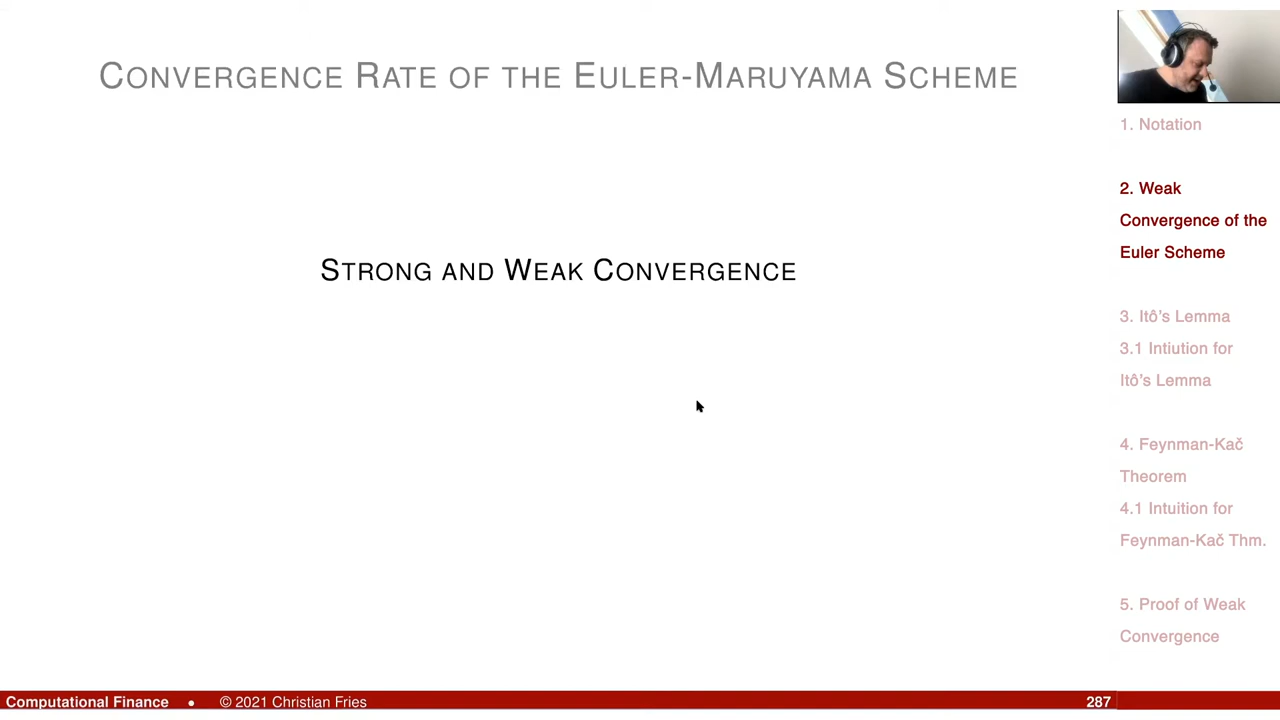 CONVERGENCE RATE OF THE EULER-MARUYAMA SCHEME
STRONG AND WEAK CONVERGENCE
1. Notation
2. Weak
Convergence of the
Euler Scheme
3. Itô's Lemma
3.1 Intiution for
Itô's Lemma
4. Feynman-Kač
Theorem
4.1 Intuition for
Feynman-Kač Thm.
5. Proof of Weak
Convergence
Computational Finance • © 2021 Christian Fries 287